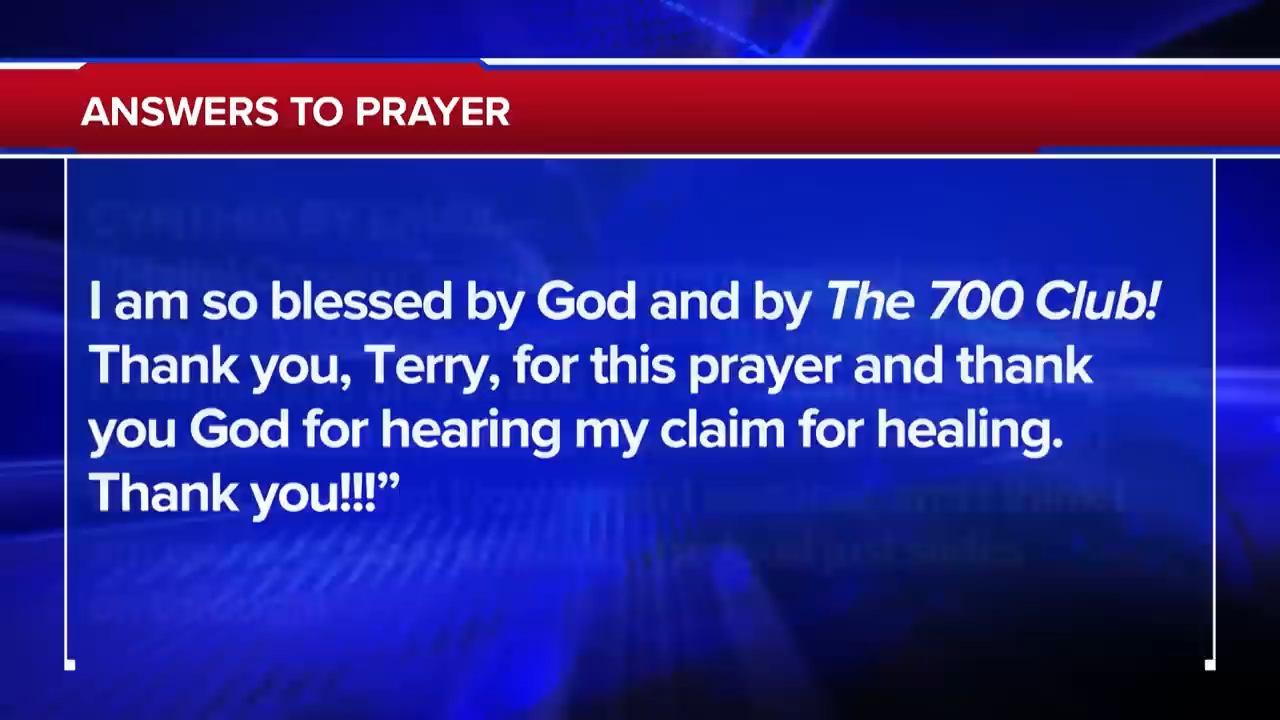 ANSWERS TO PRAYER
I am so blessed by God and by The 700 Club!
Thank you, Terry, for this prayer and thank
you God for hearing my claim for healing.
Thank you!!!”